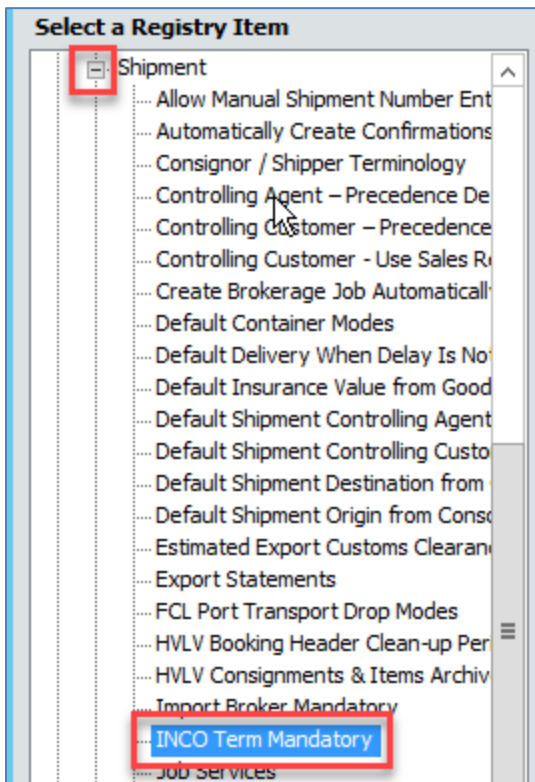 Select a Registry Item
Shipment
Allow Manual Shipment Number Ent
Automatically Create Confirmations
Consignor / Shipper Terminology
Controlling Agent – Precedence De
Controlling Customer – Precedence
Controlling Customer - Use Sales R
Create Brokerage Job Automatical
Default Container Modes
Default Delivery When Delay Is No
Default Insurance Value from Good
Default Shipment Controlling Agent
Default Shipment Controlling Custo
Default Shipment Destination from
Default Shipment Origin from Conso
Estimated Export Customs Clearan
Export Statements
FCL Port Transport Drop Modes
HVLV Booking Header Clean-up Per
HVLV Consignments & Items Archiv
Import Broker Mandatory
INCO Term Mandatory
Job Services